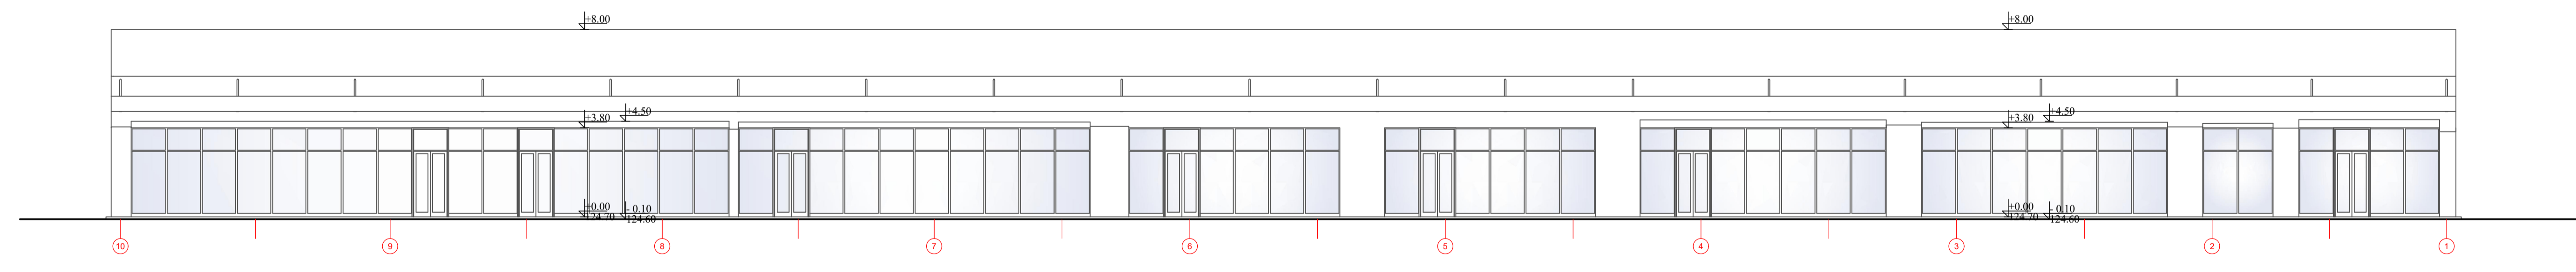 +8.00 +8.00
+4.50 +4.50
+3.80 +3.80
+0.00 - 0.10 +0.00 - 0.10
124.70 124.60 124.70 124.60
10 9 8 7 6 5 4 3 2 1